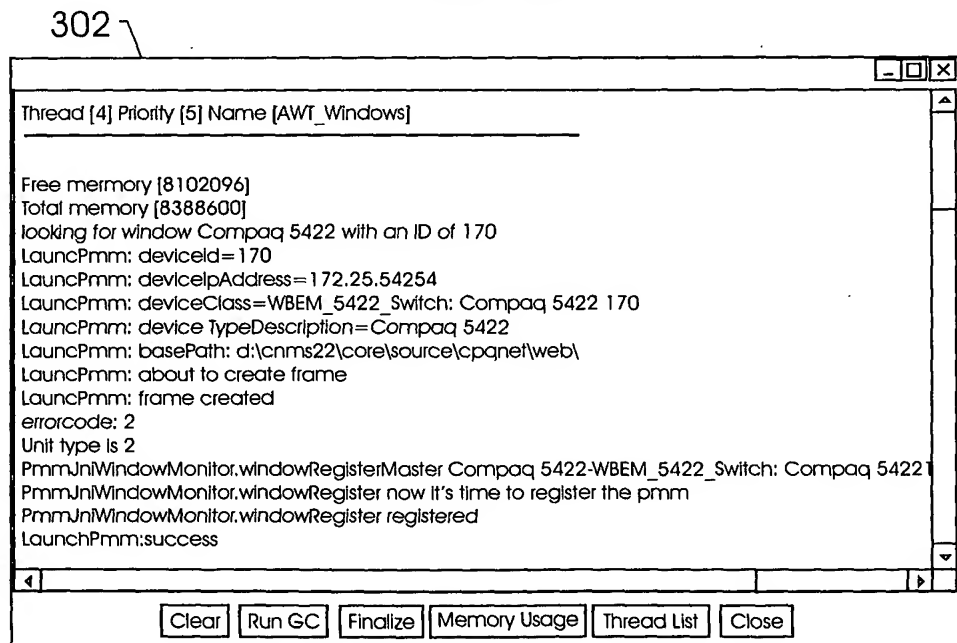 302
Thread [4] Priority [5] Name [AWT_Windows]
Free mermory [8102096]
Total memory [8388600]
looking for window Compaq 5422 with an ID of 170
LauncPmm: deviceId=170
LauncPmm: deviceIpAddress=172.25.54254
LauncPmm: deviceClass=WBEM_5422_Switch: Compaq 5422 170
LauncPmm: device TypeDescription=Compaq 5422
LauncPmm: basePath: d:\cnms22\core\source\cpqnet\web\
LauncPmm: about to create frame
LauncPmm: frame created
errorcode: 2
Unit type is 2
PmmJniWindowMonitor.windowRegisterMaster Compaq 5422-WBEM_5422_Switch: Compaq 54221
PmmJniWindowMonitor.windowRegister now it's time to register the pmm
PmmJniWindowMonitor.windowRegister registered
LaunchPmm:success
Clear Run GC Finalize Memory Usage Thread List Close